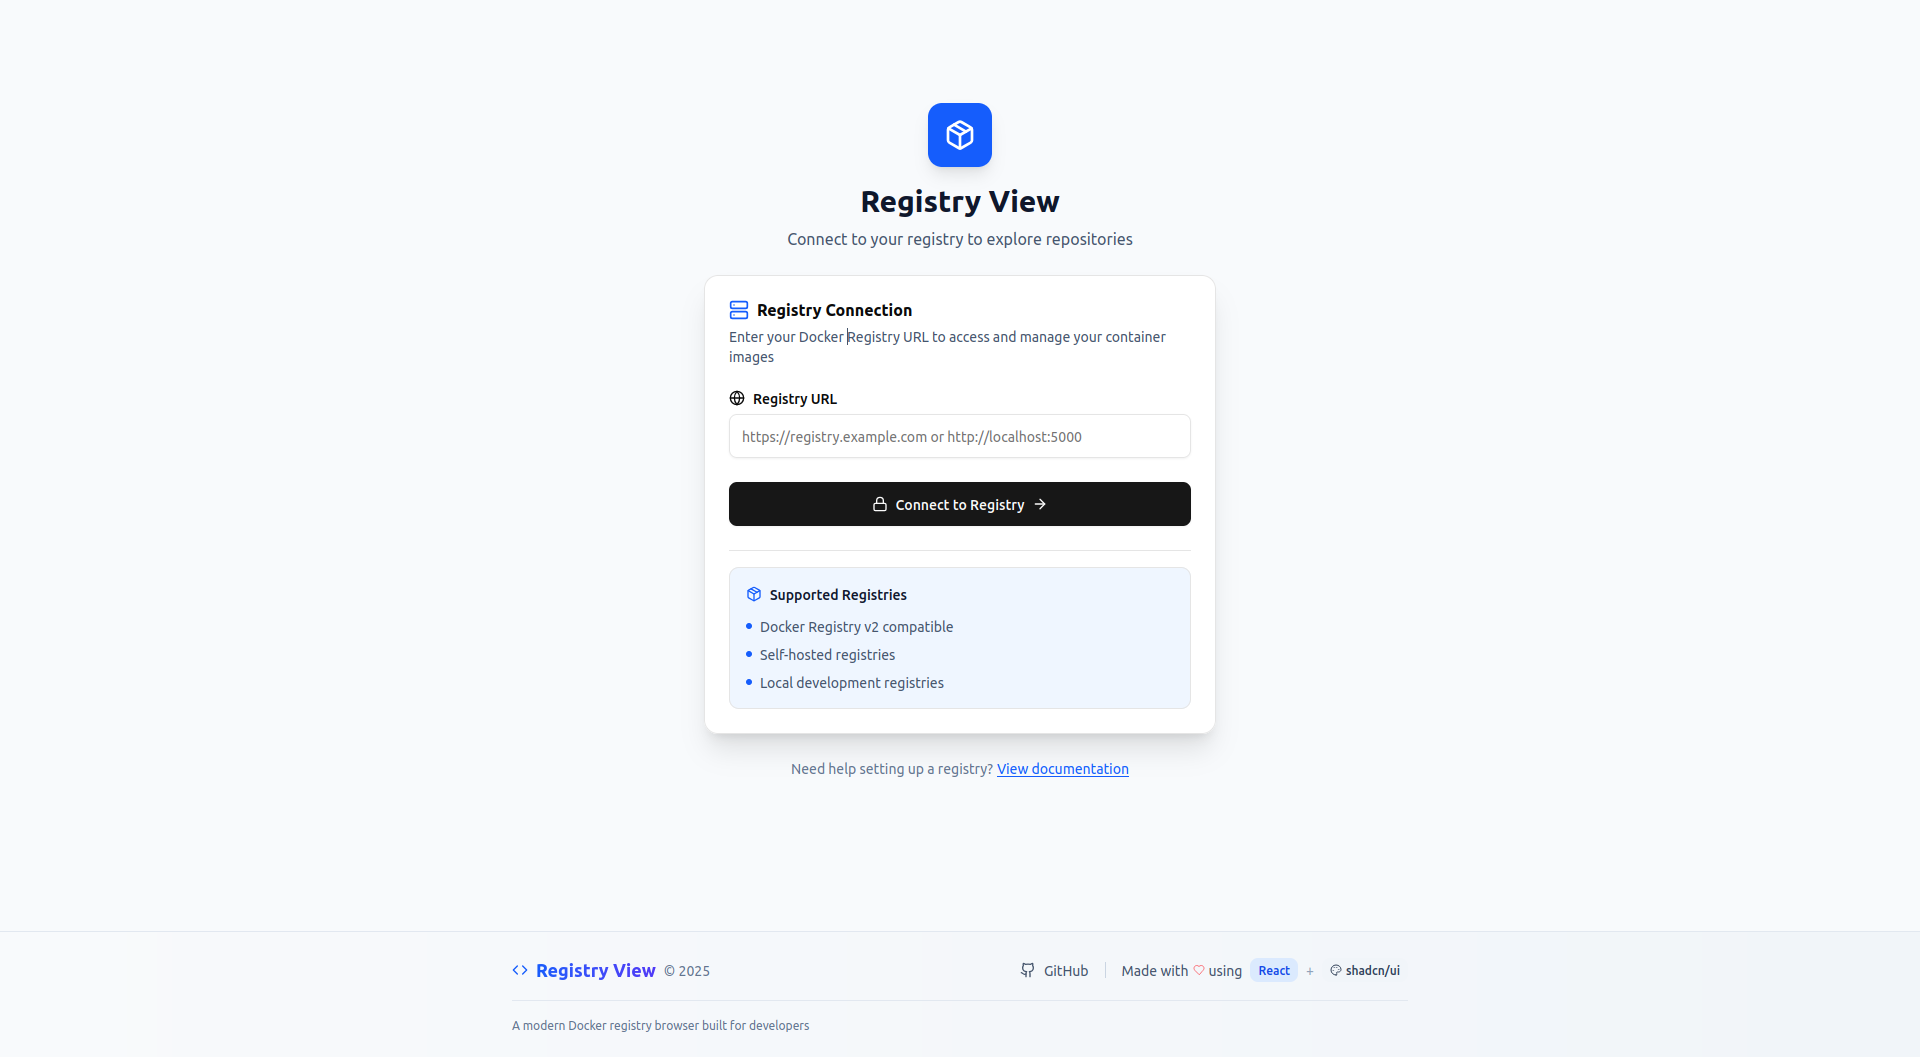 Registry View
Connect to your registry to explore repositories
Registry Connection
Enter your Docker Registry URL to access and manage your container
images
Registry URL
https://registry.example.com or http://localhost:5000
Connect to Registry
Supported Registries
Docker Registry v2 compatible
Self-hosted registries
Local development registries
Need help setting up a registry? View documentation
Registry View © 2025
GitHub
Made with using React + shadcn/ui
A modern Docker registry browser built for developers